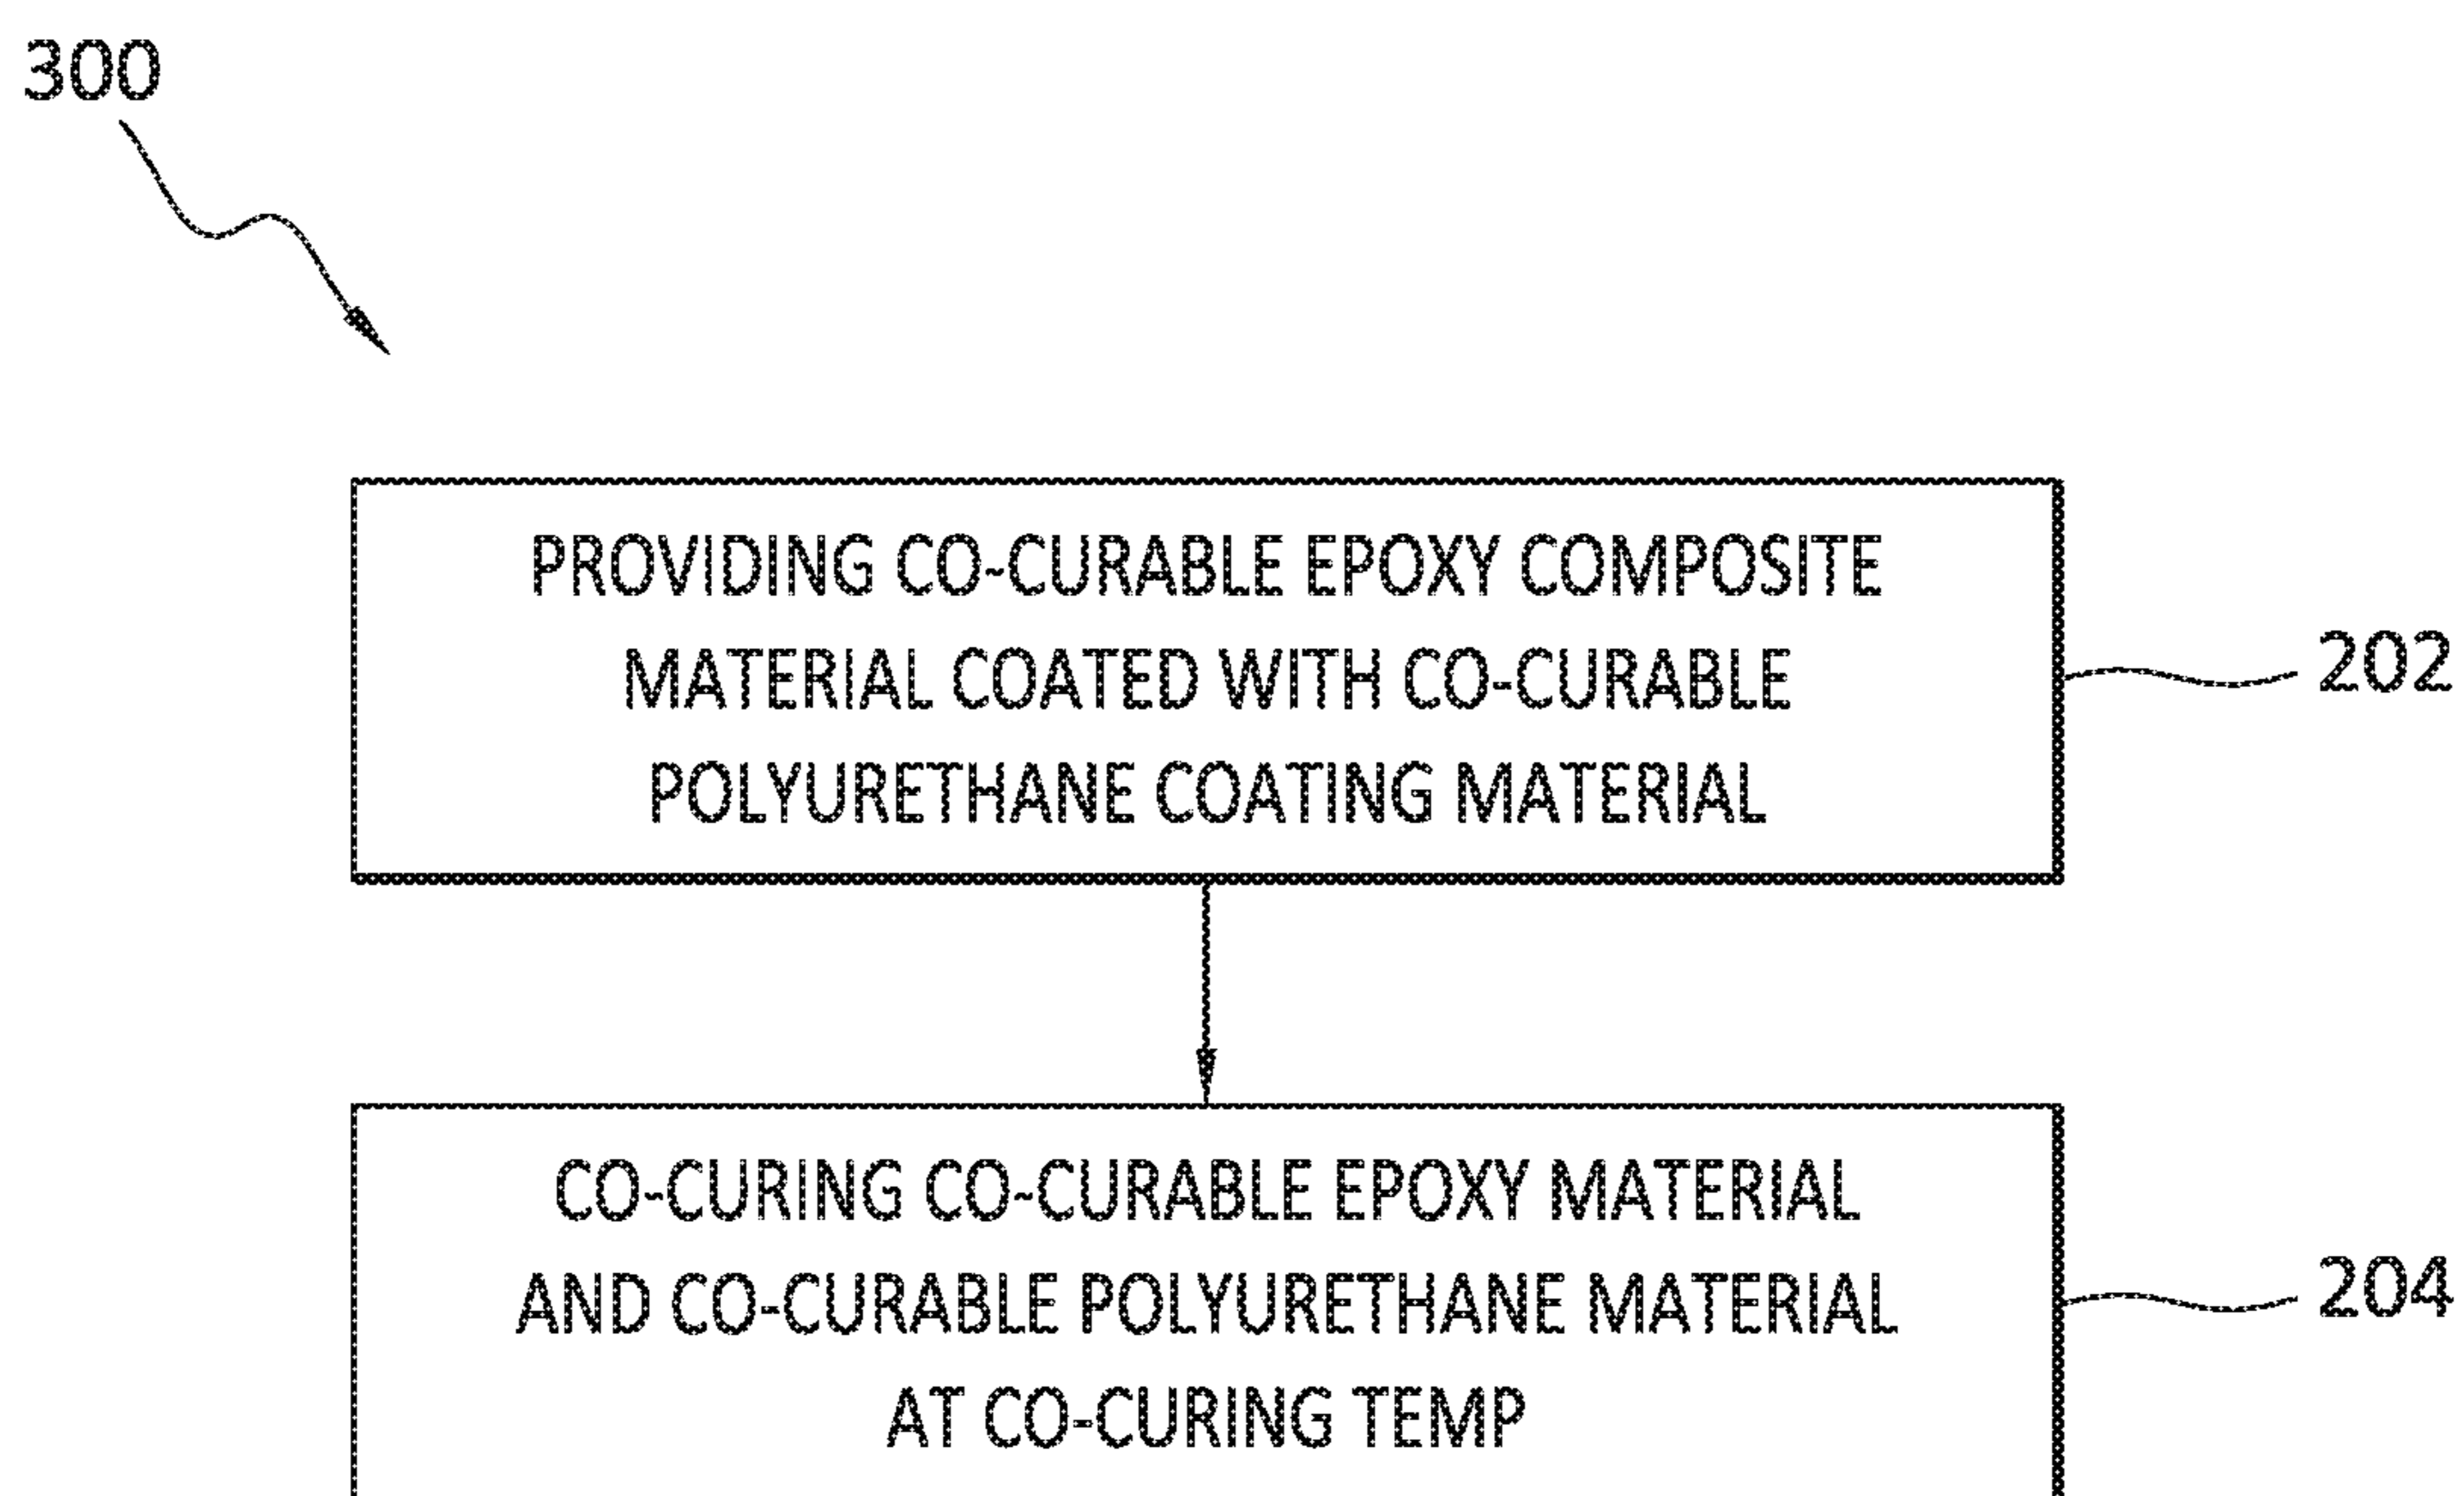 300
PROVIDING CO-CURABLE EPOXY COMPOSITE
MATERIAL COATED WITH CO-CURABLE
POLYURETHANE COATING MATERIAL
202
CO-CURING CO-CURABLE EPOXY MATERIAL
AND CO-CURABLE POLYURETHANE MATERIAL
AT CO-CURING TEMP
204